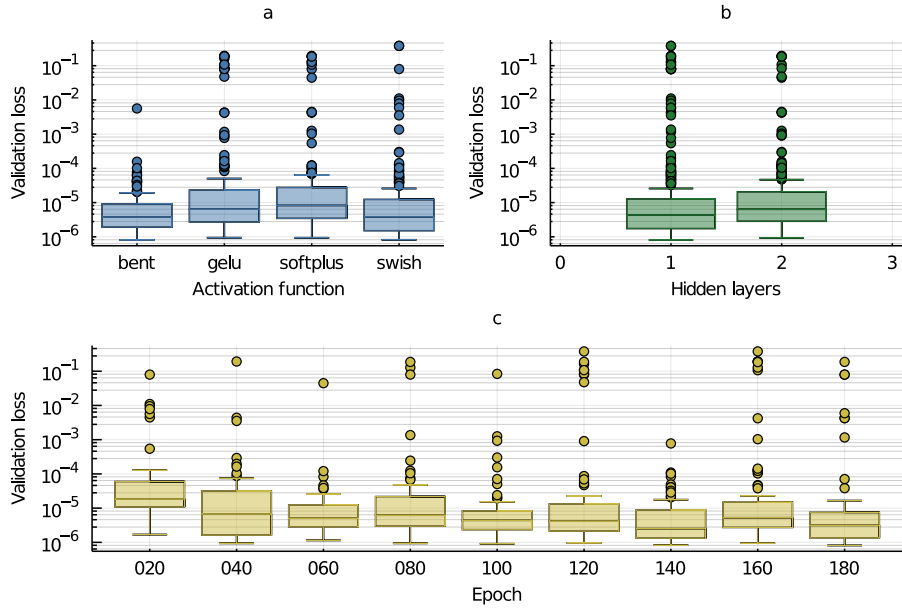 a
Validation loss
10⁻¹
10⁻²
10⁻³
10⁻⁴
10⁻⁵
10⁻⁶
bent gelu softplus swish
Activation function
b
Validation loss
10⁻¹
10⁻²
10⁻³
10⁻⁴
10⁻⁵
10⁻⁶
0 1 2 3
Hidden layers
c
Validation loss
10⁻¹
10⁻²
10⁻³
10⁻⁴
10⁻⁵
10⁻⁶
020 040 060 080 100 120 140 160 180
Epoch